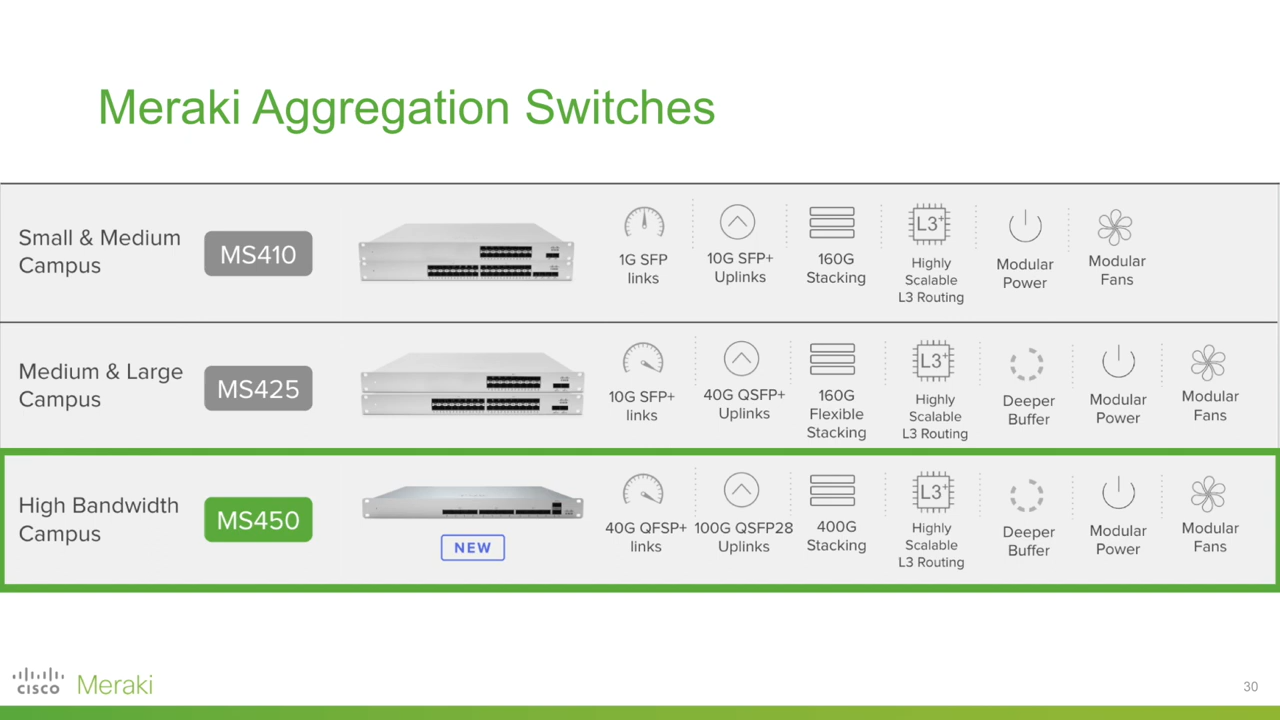 Meraki Aggregation Switches
Small & Medium
Campus
MS410
1G SFP
links
10G SFP+
Uplinks
160G
Stacking
L3+
Highly
Scalable
L3 Routing
Modular
Power
Modular
Fans
Medium & Large
Campus
MS425
10G SFP+
links
40G QSFP+
Uplinks
160G
Flexible
Stacking
L3+
Highly
Scalable
L3 Routing
Deeper
Buffer
Modular
Power
Modular
Fans
High Bandwidth
Campus
MS450
NEW
40G QFSP+
links
100G QSFP28
Uplinks
400G
Stacking
L3+
Highly
Scalable
L3 Routing
Deeper
Buffer
Modular
Power
Modular
Fans
CISCO Meraki
30